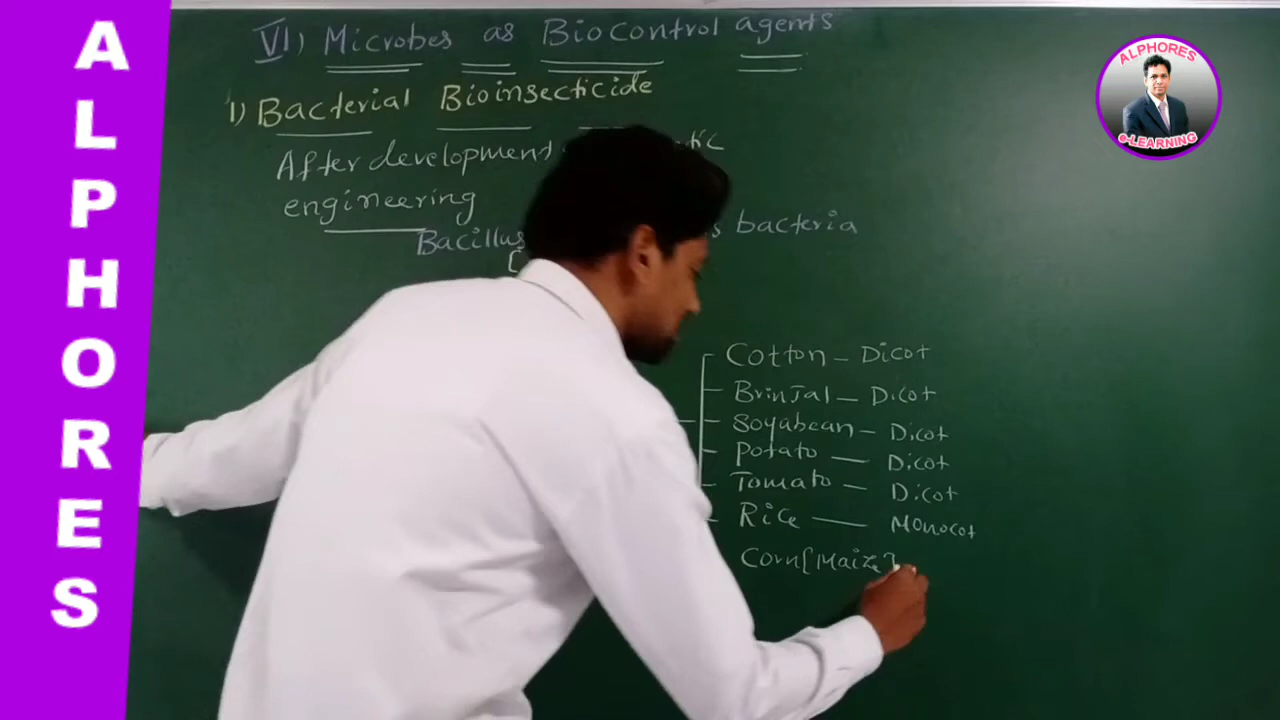 ALPHORES
ALPHORES
e-LEARNING
VI) Microbes as Biocontrol agents
1) Bacterial Bioinsecticide
After development
engineering
Bacillus bacteria
[
Cotton - Dicot
Brinjal - Dicot
Soyabean - Dicot
Potato - Dicot
Tomato - Dicot
Rice - Monocot
Corn[Maize]